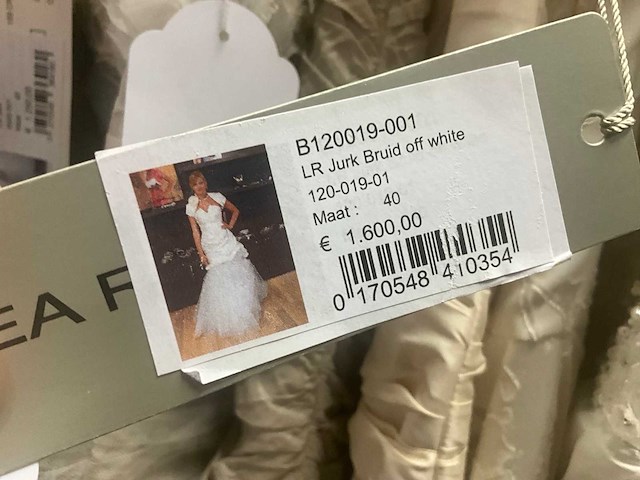 B120019-001
LR Jurk Bruid off white
120-019-01
Maat : 40
€ 1.600,00
0 170548 410354
EA